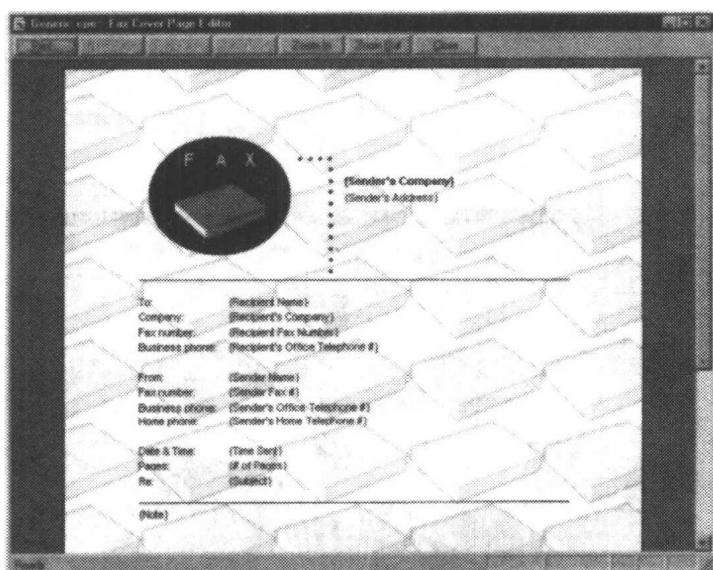 Generic.cpe - Fax Cover Page Editor
Zoom In Zoom Out Close
F A X
{Sender's Company}
{Sender's Address}
To: {Recipient Name}
Company: {Recipient's Company}
Fax number: {Recipient Fax Number}
Business phone: {Recipient's Office Telephone #}
From: {Sender Name}
Fax number: {Sender Fax #}
Business phone: {Sender's Office Telephone #}
Home phone: {Sender's Home Telephone #}
Date & Time: {Time Sent}
Pages: {# of Pages}
Re: {Subject}
{Note}
Ready